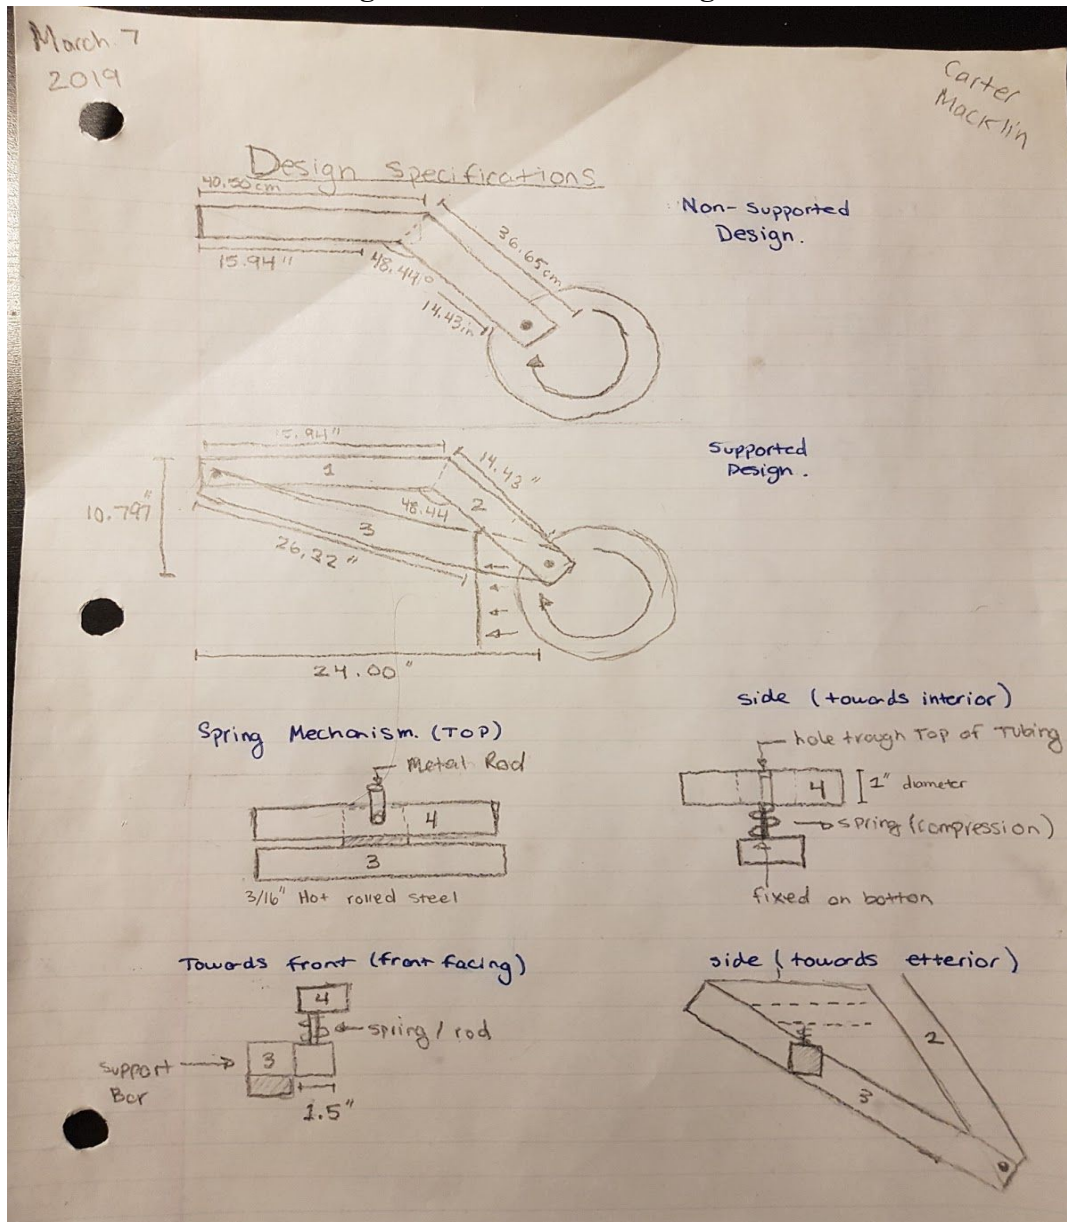 March 7
2019
Carter
Macklin
Design Specifications
40.50cm
Non-Supported
Design.
36.65cm
15.94"
48.44°
14.43in
5.94"
Supported
Design.
14.43"
1
2
48.44
10.797"
3
26.32"
24.00"
Side (towards interior)
Spring Mechanism. (TOP)
hole trough Top of Tubing
Metal Rod
4
1" diameter
4
spring (compression)
3
3/16" Hot rolled steel
fixed on botton
Towards front (front facing)
side (towards etterior)
4
spring / rod
2
3
Support
Bar
3
1.5"